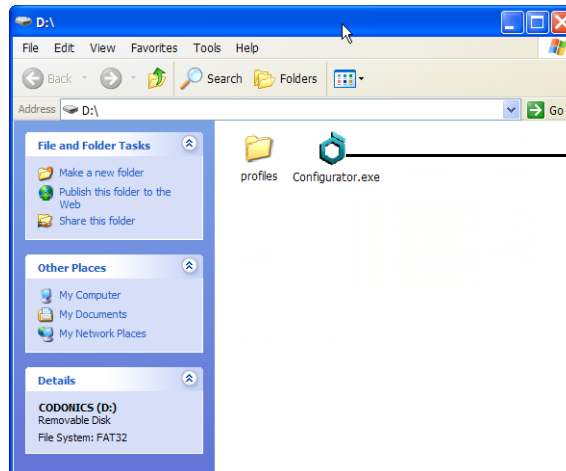 D:\
File Edit View Favorites Tools Help
Back Search Folders
Address D:\ Go
File and Folder Tasks
Make a new folder
Publish this folder to the
Web
Share this folder
profiles Configurator.exe
Other Places
My Computer
My Documents
My Network Places
Details
CODONICS (D:)
Removable Disk
File System: FAT32